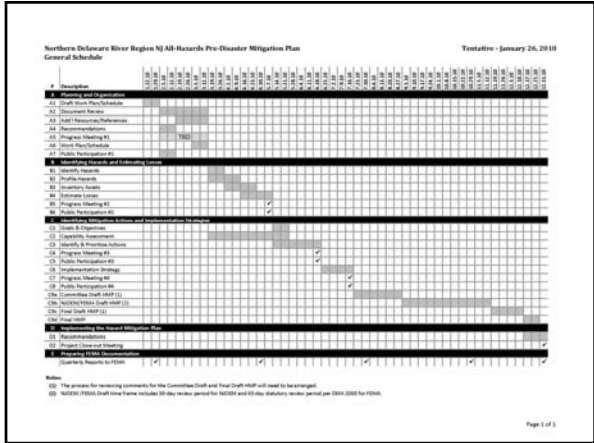 Northern Delaware River Region NJ All-Hazards Pre-Disaster Mitigation Plan Tentative - January 26, 2010
General Schedule
# Description
A Planning and Organization
A1 Draft Work Plan/Schedule
A2 Document Review
A3 Add'l Resources/References
A4 Recommendations
A5 Progress Meeting #1 TBD
A6 Work Plan/Schedule
A7 Public Participation #1
B Identifying Hazards and Estimating Losses
B1 Identify Hazards
B2 Profile Hazards
B3 Inventory Assets
B4 Estimate Losses
B5 Progress Meeting #2 ✓
B6 Public Participation #2 ✓
C Identifying Mitigation Actions and Implementation Strategies
C1 Goals & Objectives
C2 Capability Assessment
C3 Identify & Prioritize Actions
C4 Progress Meeting #3 ✓
C5 Public Participation #3 ✓
C6 Implementation Strategy
C7 Progress Meeting #4 ✓
C8 Public Participation #4 ✓
C9a Committee Draft HMP (1)
C9b NJOEM/FEMA Draft HMP (2)
C9c Final Draft HMP (1)
C9d Final HMP
D Implementing the Hazard Mitigation Plan
D1 Recommendations
D2 Project Close-out Meeting ✓
E Preparing FEMA Documentation
Quarterly Reports to FEMA ✓ ✓ ✓ ✓ ✓
Notes:
(1) The process for reviewing comments for the Committee Draft and Final Draft HMP will need to be arranged.
(2) NJOEM/FEMA Draft time frame includes 30-day review period for NJOEM and 45-day statutory review period per DMA 2000 for FEMA.
Page 1 of 1